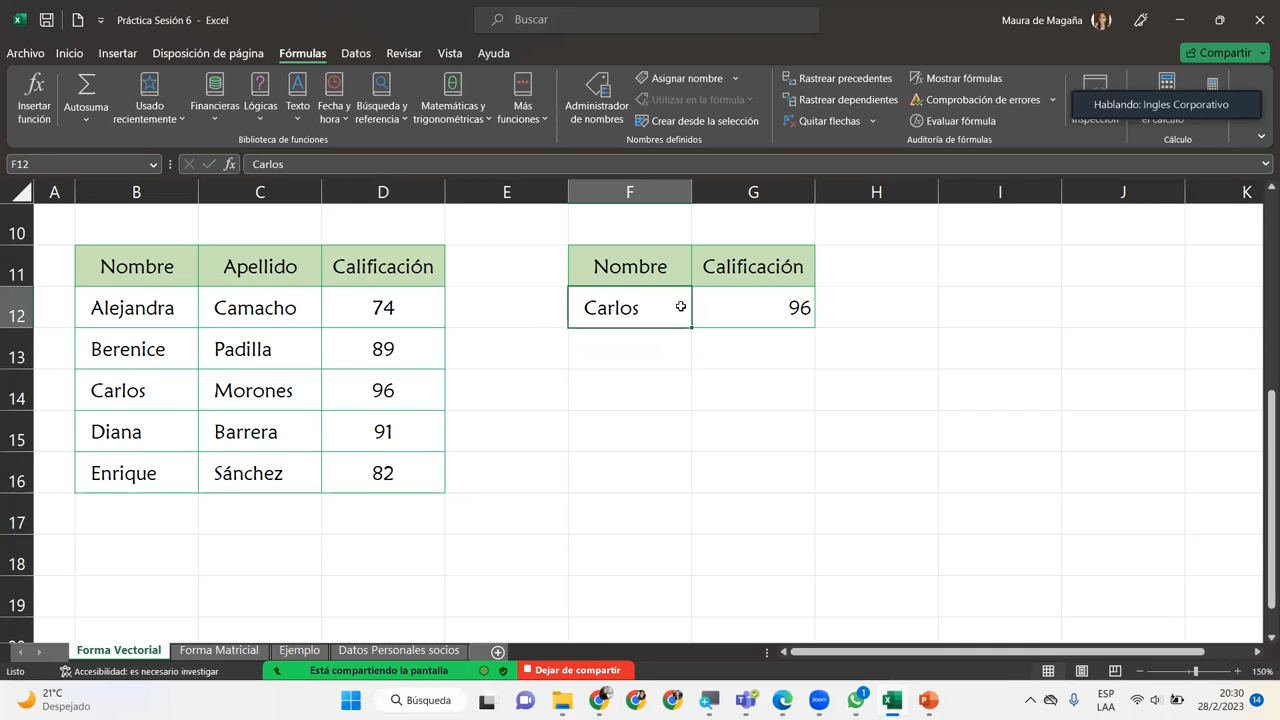 Práctica Sesión 6 - Excel
Buscar
Maura de Magaña
Archivo Inicio Insertar Disposición de página Fórmulas Datos Revisar Vista Ayuda
Compartir
Insertar función
Autosuma
Usado recientemente
Financieras
Lógicas
Texto
Fecha y hora
Búsqueda y referencia
Matemáticas y trigonométricas
Más funciones
Biblioteca de funciones
Administrador de nombres
Asignar nombre
Utilizar en la fórmula
Crear desde la selección
Nombres definidos
Rastrear precedentes
Rastrear dependientes
Quitar flechas
Mostrar fórmulas
Comprobación de errores
Evaluar fórmula
Auditoría de fórmulas
Hablando: Ingles Corporativo
Cálculo
F12 fx Carlos
A B C D E F G H I J K
10
11 Nombre Apellido Calificación Nombre Calificación
12 Alejandra Camacho 74 Carlos 96
13 Berenice Padilla 89
14 Carlos Morones 96
15 Diana Barrera 91
16 Enrique Sánchez 82
17
18
19
Forma Vectorial Forma Matricial Ejemplo Datos Personales socios
Listo Accesibilidad: es necesario investigar Está compartiendo la pantalla Dejar de compartir 150%
21°C
Despejado
Búsqueda
1
ESP
LAA
20:30
28/2/2023
14